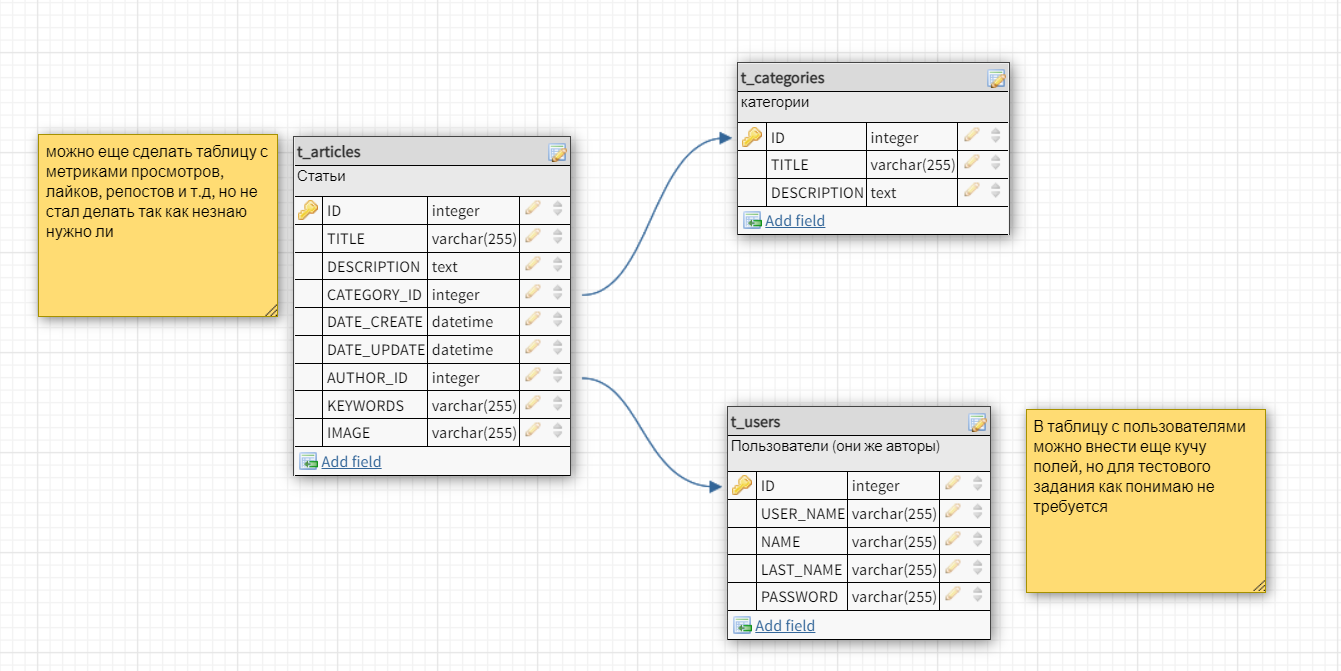 можно еще сделать таблицу с
метриками просмотров,
лайков, репостов и т.д, но не
стал делать так как незнаю
нужно ли
t_articles
Статьи
ID integer
TITLE varchar(255)
DESCRIPTION text
CATEGORY_ID integer
DATE_CREATE datetime
DATE_UPDATE datetime
AUTHOR_ID integer
KEYWORDS varchar(255)
IMAGE varchar(255)
Add field
t_categories
категории
ID integer
TITLE varchar(255)
DESCRIPTION text
Add field
t_users
Пользователи (они же авторы)
ID integer
USER_NAME varchar(255)
NAME varchar(255)
LAST_NAME varchar(255)
PASSWORD varchar(255)
Add field
В таблицу с пользователями
можно внести еще кучу
полей, но для тестового
задания как понимаю не
требуется